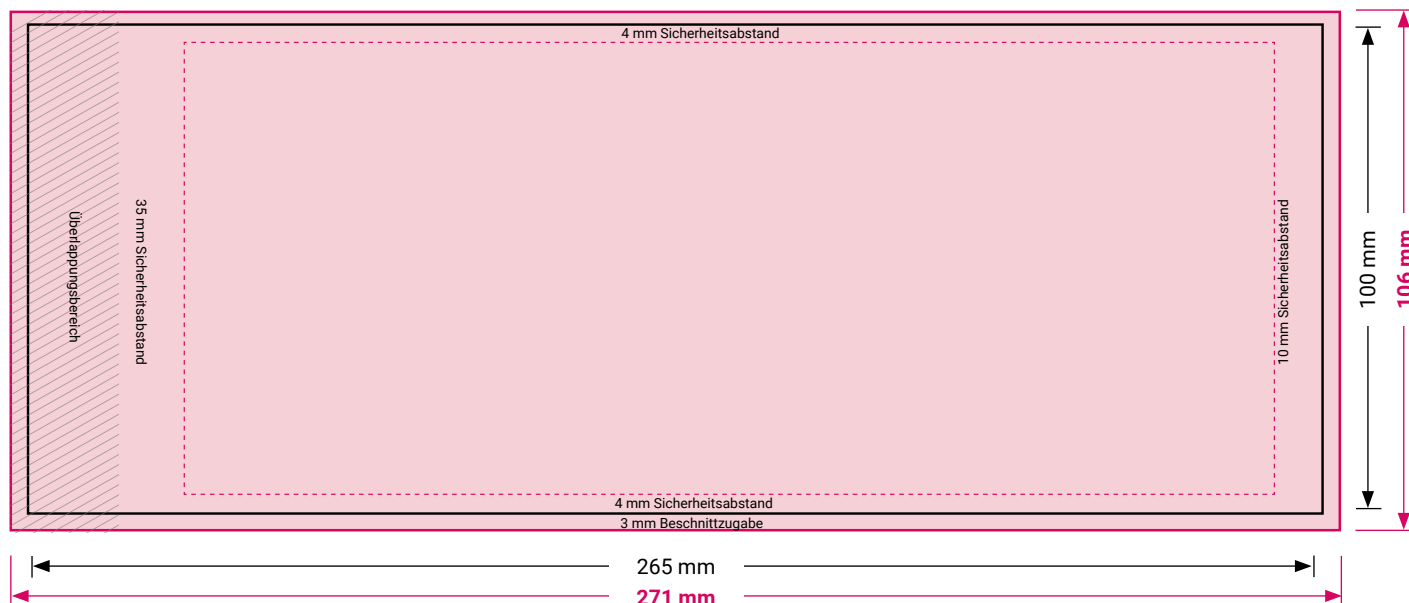 4 mm Sicherheitsabstand
Überlappungsbereich
35 mm Sicherheitsabstand
10 mm Sicherheitsabstand
100 mm
106 mm
4 mm Sicherheitsabstand
3 mm Beschnittzugabe
265 mm
271 mm